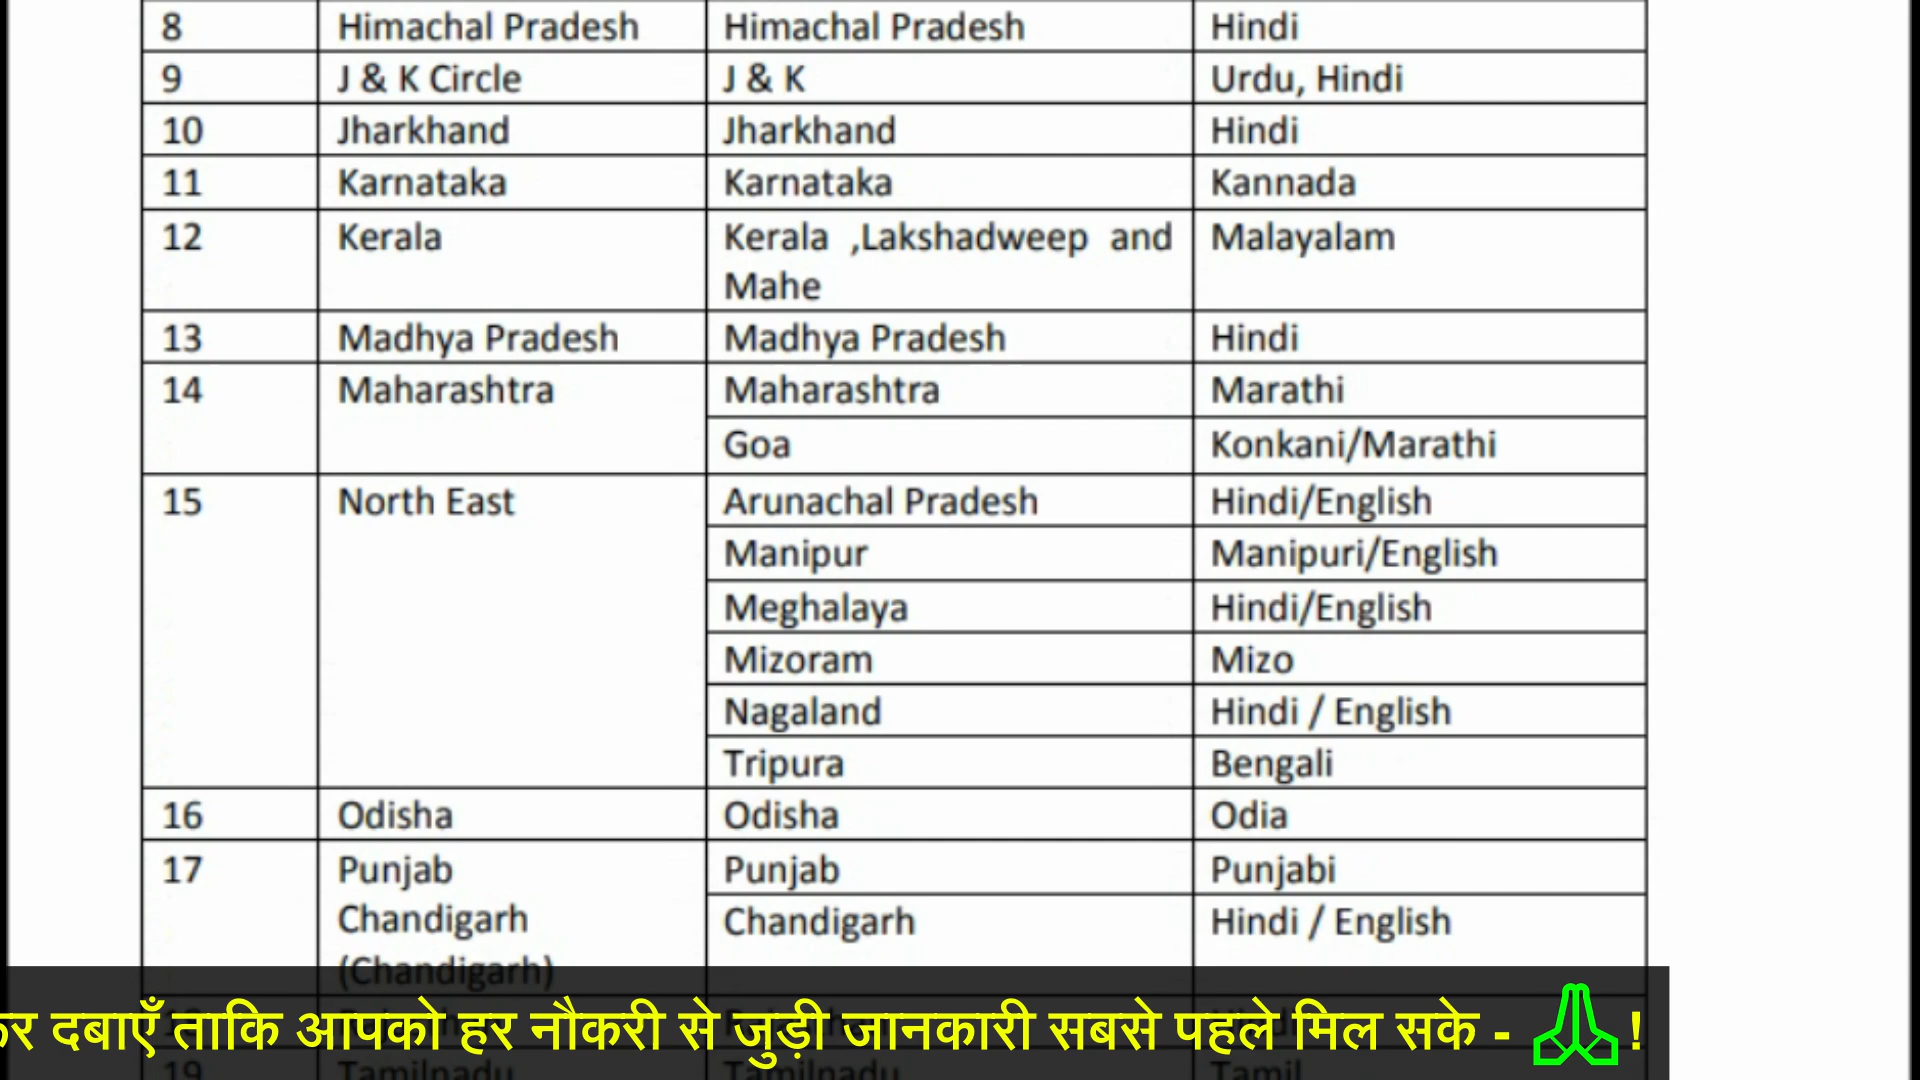 8 Himachal Pradesh Himachal Pradesh Hindi
9 J & K Circle J & K Urdu, Hindi
10 Jharkhand Jharkhand Hindi
11 Karnataka Karnataka Kannada
12 Kerala Kerala ,Lakshadweep and Malayalam
Mahe
13 Madhya Pradesh Madhya Pradesh Hindi
14 Maharashtra Maharashtra Marathi
Goa Konkani/Marathi
15 North East Arunachal Pradesh Hindi/English
Manipur Manipuri/English
Meghalaya Hindi/English
Mizoram Mizo
Nagaland Hindi / English
Tripura Bengali
16 Odisha Odisha Odia
17 Punjab Punjab Punjabi
Chandigarh Chandigarh Hindi / English
(Chandigarh)
दबाएँ ताकि आपको हर नौकरी से जुड़ी जानकारी सबसे पहले मिल सके - 🙏 !
19 Tamilnadu Tamilnadu Tamil